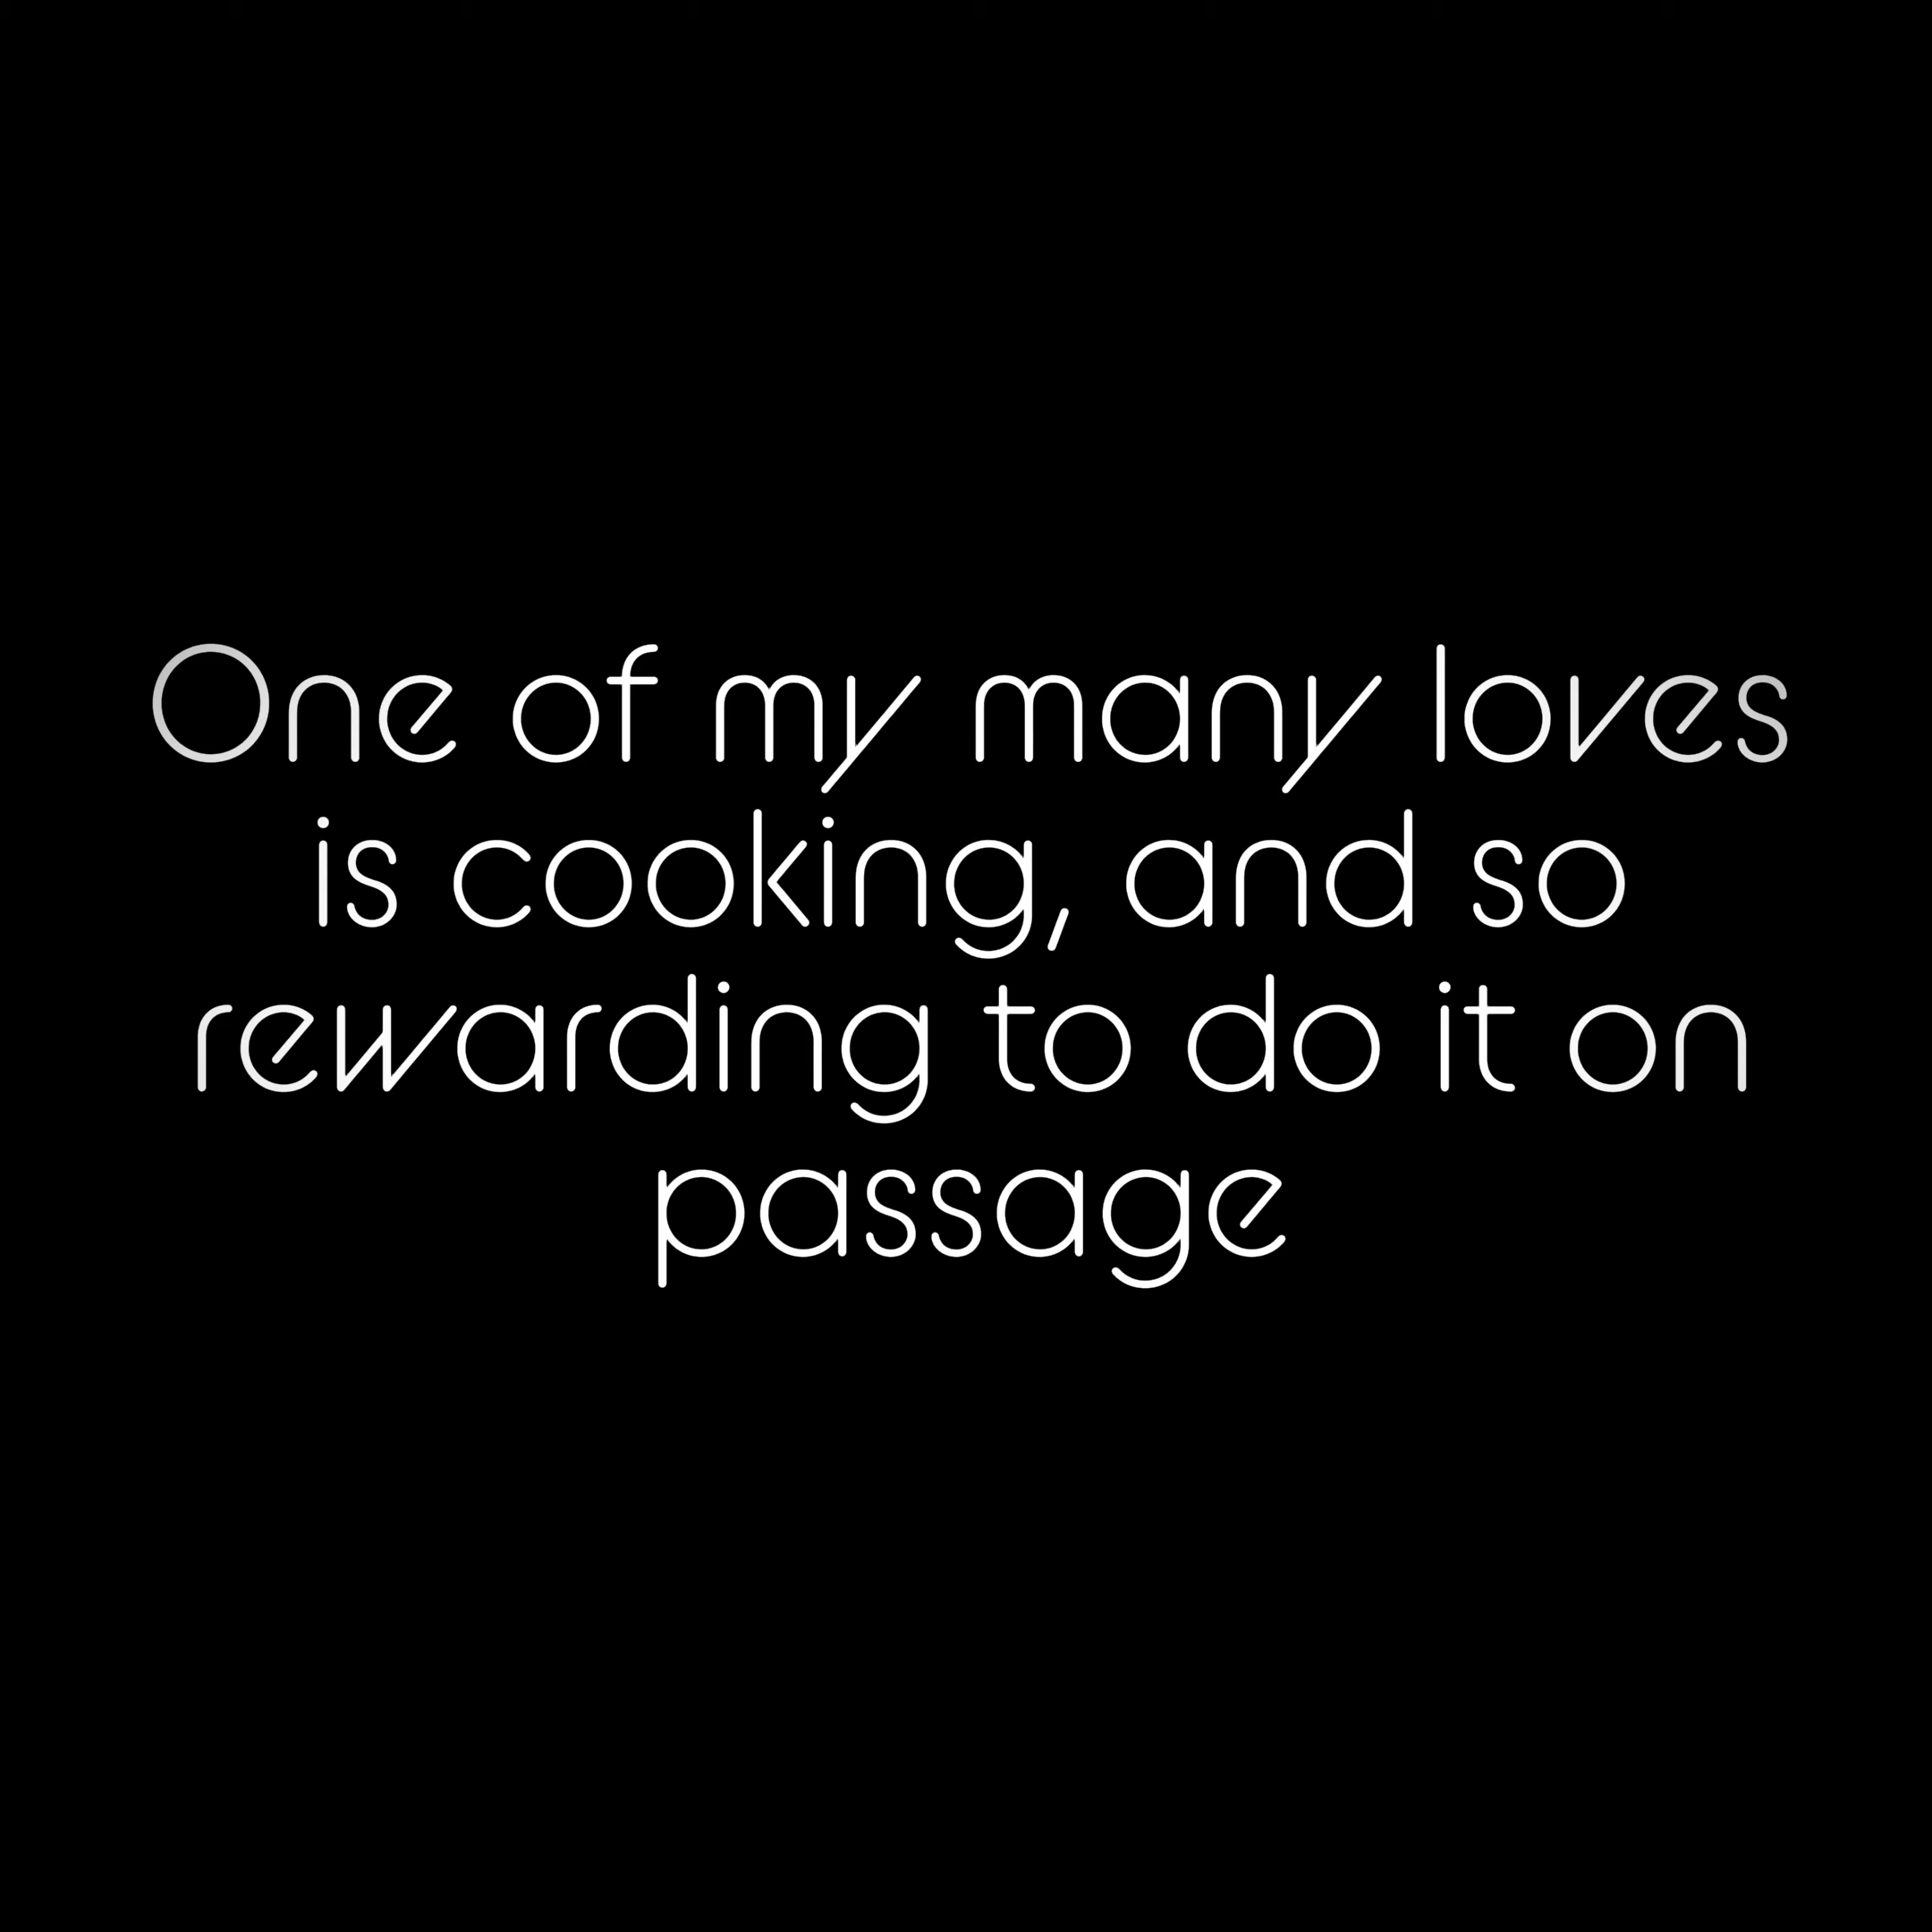 One of my many loves
is cooking, and so
rewarding to do it on
passage